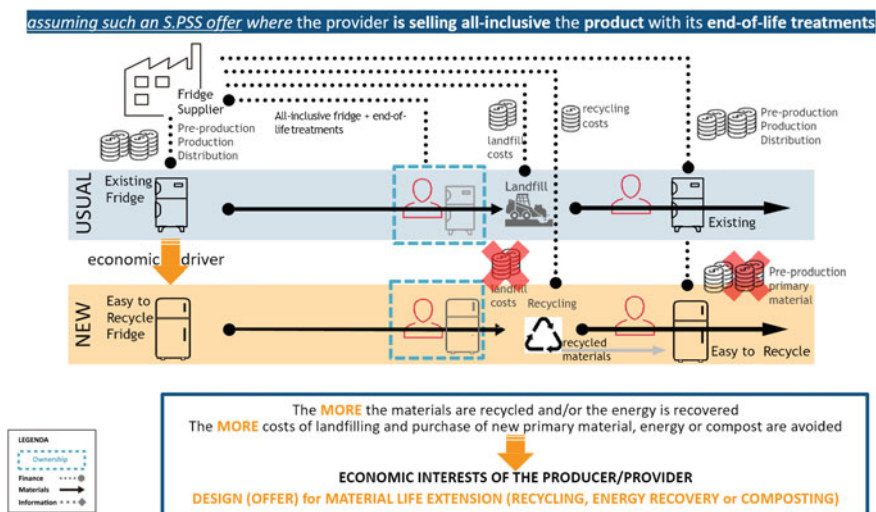 assuming such an S.PSS offer where the provider is selling all-inclusive the product with its end-of-life treatments
Fridge
Supplier
Pre-production
Production
Distribution
All-inclusive fridge + end-of-
life treatments
landfill
costs
recycling
costs
Pre-production
Production
Distribution
USUAL
Existing
Fridge
Landfill
Existing
economic driver
landfill
costs
Pre-production
primary
material
NEW
Easy to
Recycle
Fridge
Recycling
recycled
materials
Easy to Recycle
The MORE the materials are recycled and/or the energy is recovered
The MORE costs of landfilling and purchase of new primary material, energy or compost are avoided
ECONOMIC INTERESTS OF THE PRODUCER/PROVIDER
DESIGN (OFFER) for MATERIAL LIFE EXTENSION (RECYCLING, ENERGY RECOVERY or COMPOSTING)
LEGENDA
Ownership
Finance
Materials
Information